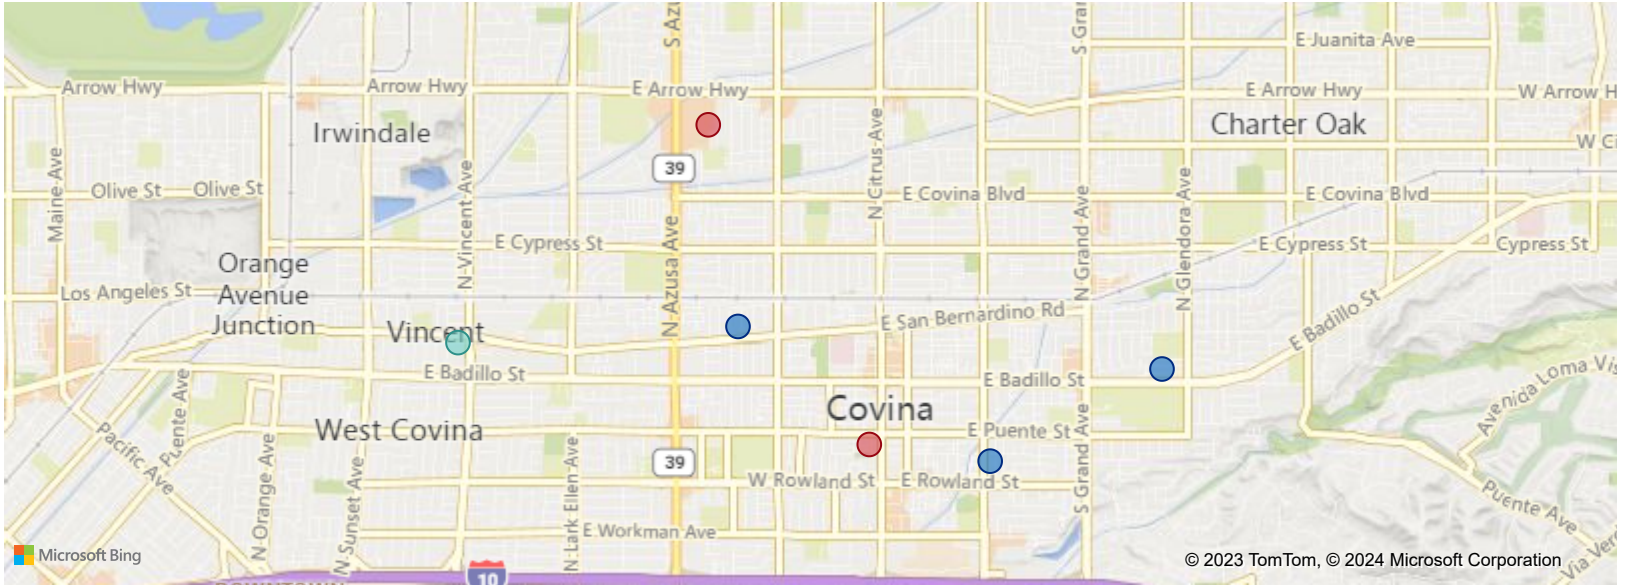 S Azu
S Gran
E Juanita Ave
Arrow Hwy
Arrow Hwy
E Arrow Hwy
E Arrow Hwy
W Arrow H
Irwindale
Charter Oak
W Ci
Maine Ave
39
N Citrus Ave
Olive St
Olive St
N Vincent Ave
E Covina Blvd
N Grand Ave
N Glendora Ave
E Covina Blvd
E Cypress St
E Cypress St
Cypress St
Orange
Avenue
Junction
Los Angeles St
N Azusa Ave
Vincent
E San Bernardino Rd
E Badillo St
E Badillo St
E Badillo St
Avenida Loma Vis
Puente Ave
West Covina
Covina
E Puente St
Pacific Ave
N Orange Ave
N Sunset Ave
39
N Lark Ellen Ave
W Rowland St
E Rowland St
S Grand Ave
Puente Ave
E Workman Ave
Via Ver
Microsoft Bing
10
© 2023 TomTom, © 2024 Microsoft Corporation